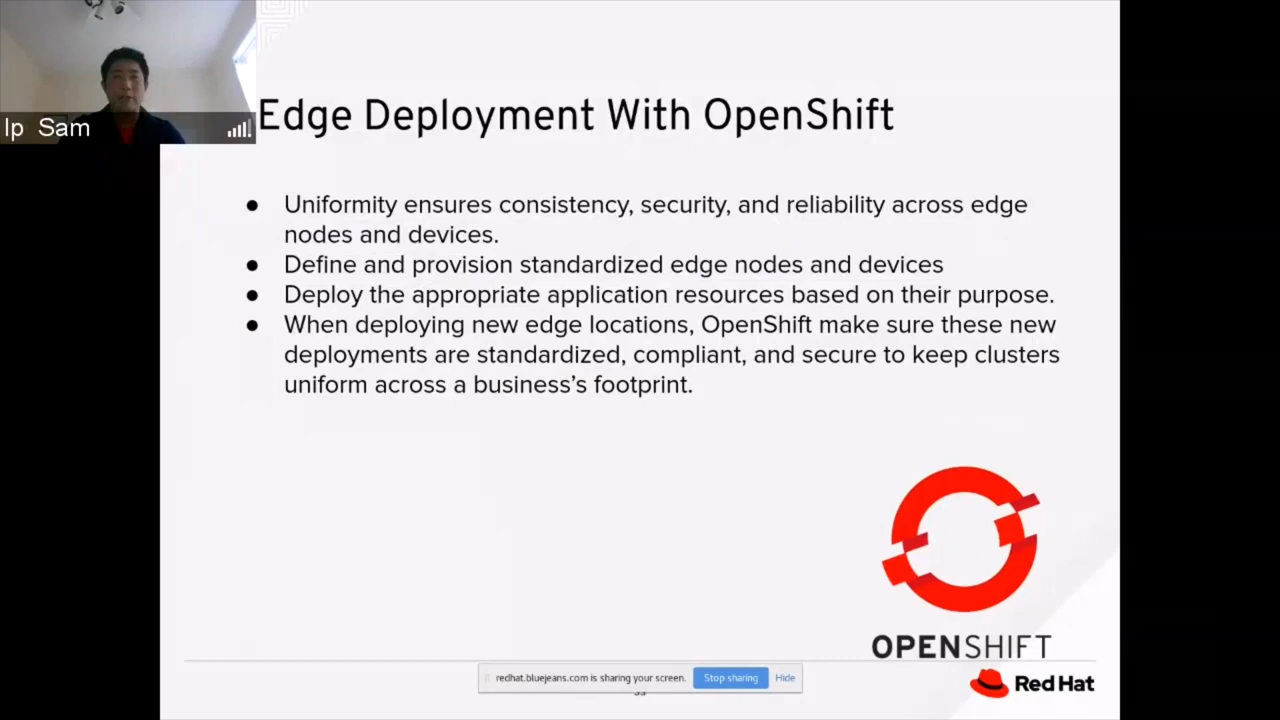 Ip Sam
Edge Deployment With OpenShift
● Uniformity ensures consistency, security, and reliability across edge
nodes and devices.
● Define and provision standardized edge nodes and devices
● Deploy the appropriate application resources based on their purpose.
● When deploying new edge locations, OpenShift make sure these new
deployments are standardized, compliant, and secure to keep clusters
uniform across a business’s footprint.
OPENSHIFT
redhat.bluejeans.com is sharing your screen. Stop sharing Hide
Red Hat